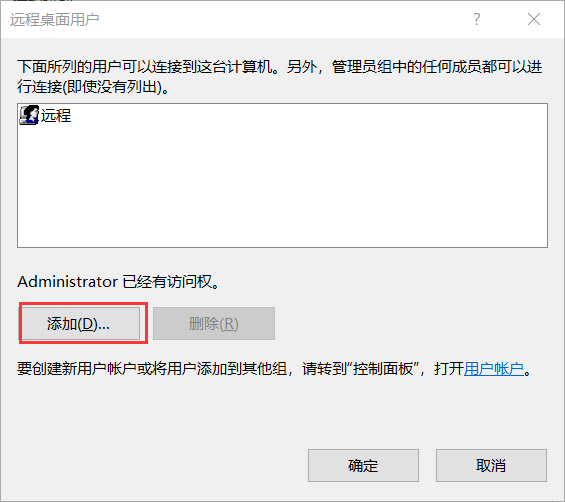 远程桌面用户
?
下面所列的用户可以连接到这台计算机。另外，管理员组中的任何成员都可以进
行连接(即使没有列出)。
远程
Administrator 已经有访问权。
添加(D)... 删除(R)
要创建新用户帐户或将用户添加到其他组，请转到“控制面板”，打开用户帐户。
确定 取消